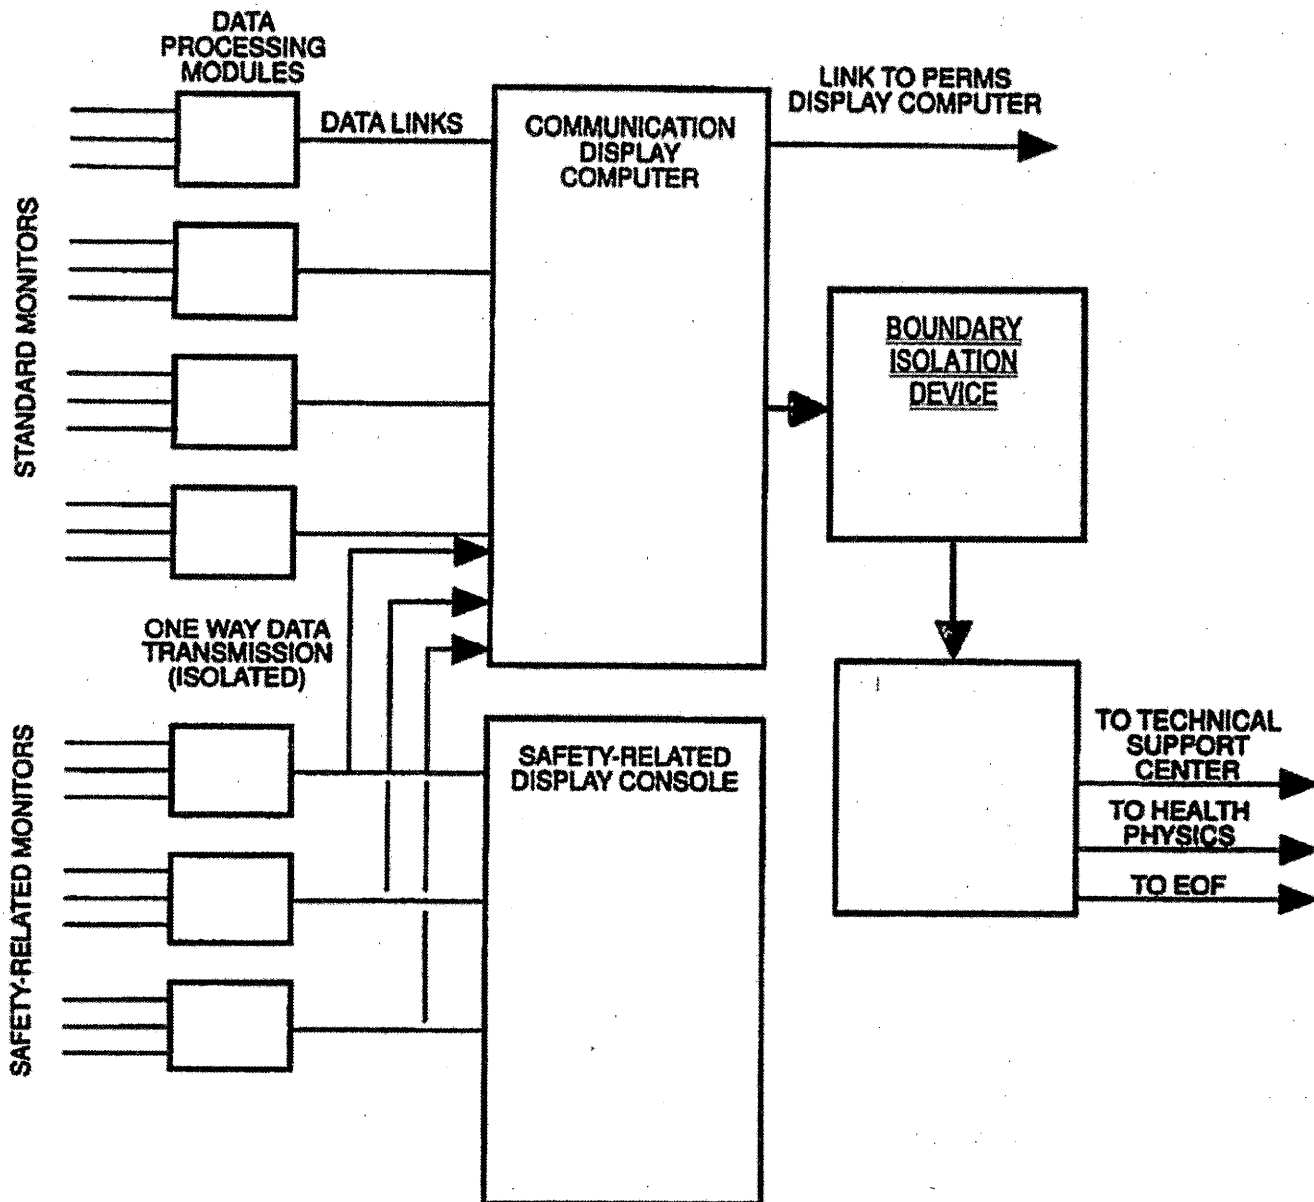 DATA
PROCESSING
MODULES
DATA LINKS
COMMUNICATION
DISPLAY
COMPUTER
LINK TO PERMS
DISPLAY COMPUTER
STANDARD MONITORS
BOUNDARY
ISOLATION
DEVICE
ONE WAY DATA
TRANSMISSION
(ISOLATED)
SAFETY-RELATED MONITORS
SAFETY-RELATED
DISPLAY CONSOLE
TO TECHNICAL
SUPPORT
CENTER
TO HEALTH
PHYSICS
TO EOF